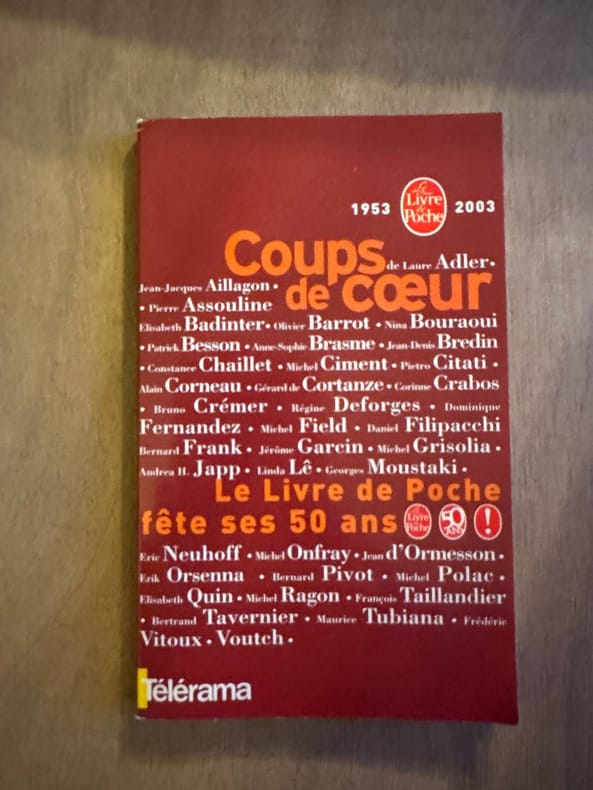 1953 Le Livre de Poche 2003
Coups de Laure Adler •
Jean-Jacques Aillagon •
de cœur
• Pierre Assouline
Elisabeth Badinter • Olivier Barrot • Nina Bouraoui
• Patrick Besson • Anne-Sophie Brasme • Jean-Denis Bredin
• Constance Chaillet • Michel Ciment • Pietro Citati •
Alain Corneau • Gérard de Cortanze • Corinne Crabos
• Bruno Crémer • Régine Deforges • Dominique
Fernandez • Michel Field • Daniel Filipacchi
Bernard Frank • Jérôme Garcin • Michel Grisolia •
Andrea H. Japp • Linda Lê • Georges Moustaki •
Le Livre de Poche
fête ses 50 ans Le Livre de Poche 50 ANS !
Eric Neuhoff • Michel Onfray • Jean d'Ormesson •
Erik Orsenna • Bernard Pivot • Michel Polac •
Elisabeth Quin • Michel Ragon • François Taillandier
• Bertrand Tavernier • Maurice Tubiana • Frédéric
Vitoux • Voutch •
Télérama